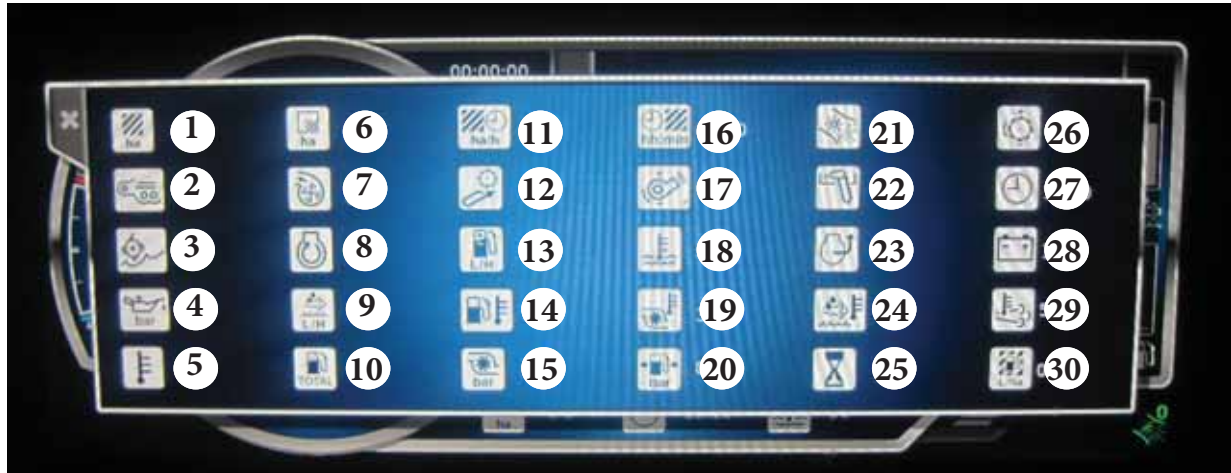 00:00:00
ha 1 ha 6 ha/h 11 16 21 26
2 7 12 17 22 27
3 8 L/H 13 18 23 28
bar 4 L/H 9 14 19 24 29
5 TOTAL 10 bar 15 bar 20 25 30
ha